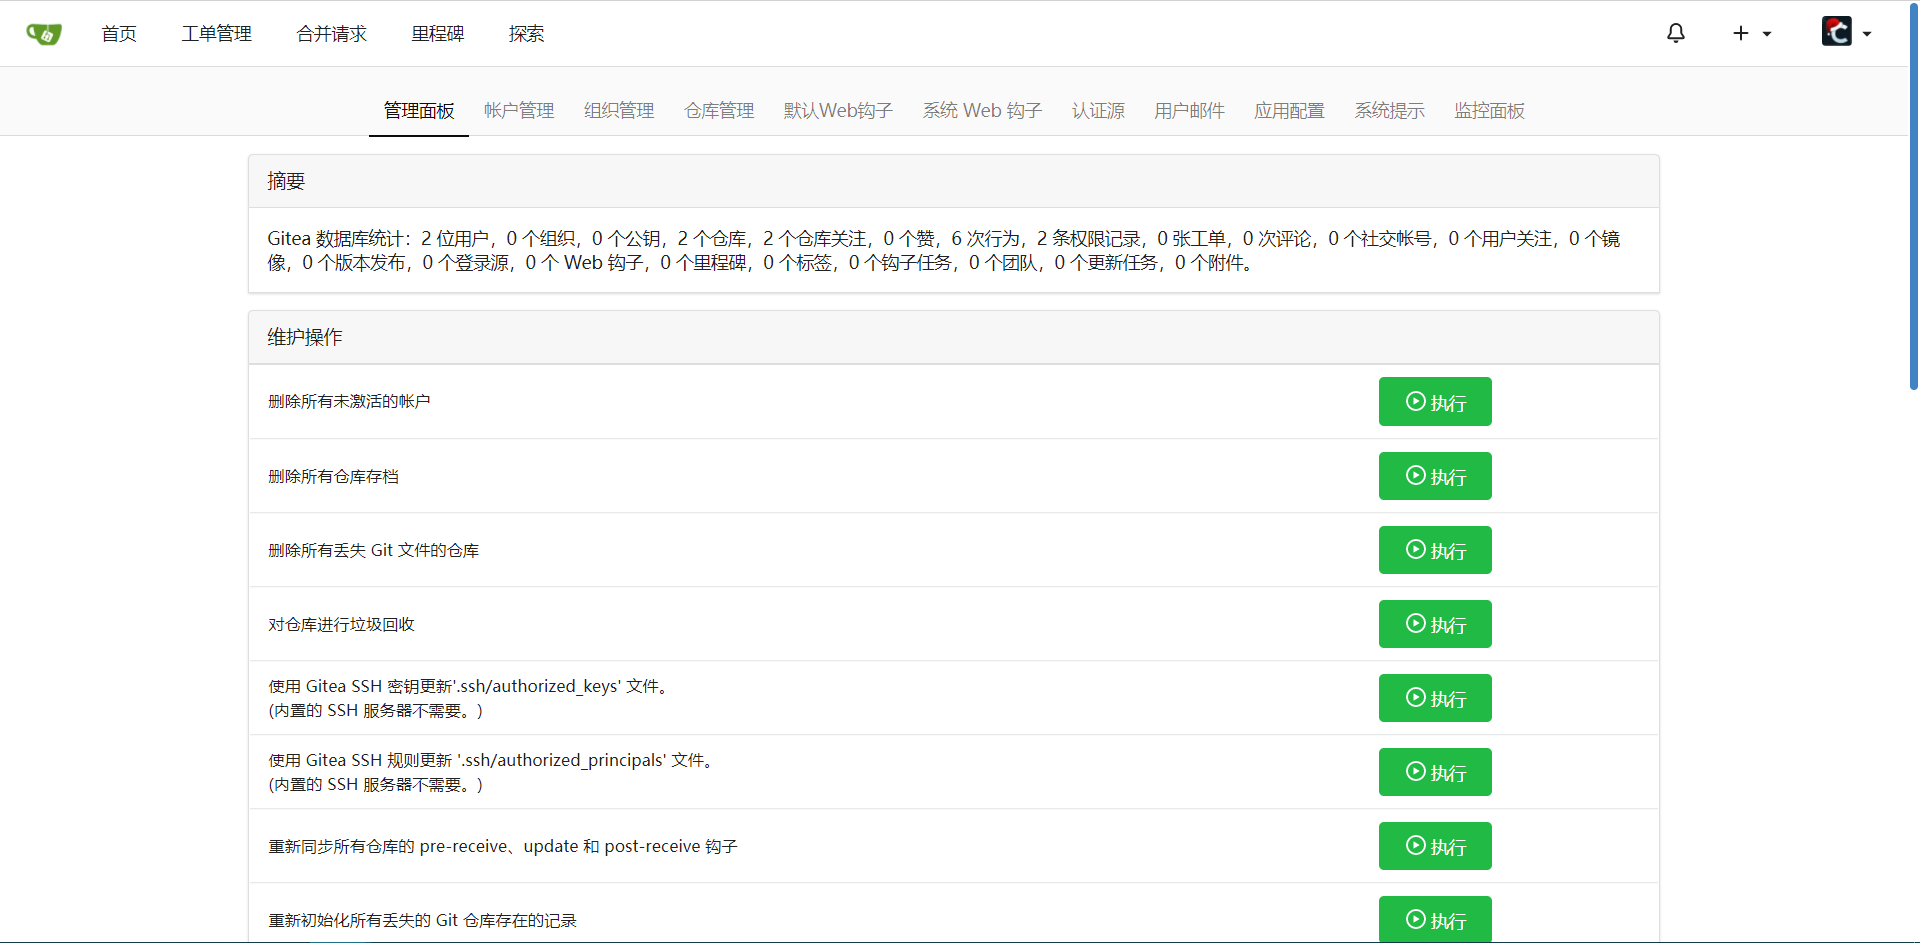 首页 工单管理 合并请求 里程碑 探索
管理面板 帐户管理 组织管理 仓库管理 默认Web钩子 系统 Web 钩子 认证源 用户邮件 应用配置 系统提示 监控面板
摘要
Gitea 数据库统计：2 位用户，0 个组织，0 个公钥，2 个仓库，2 个仓库关注，0 个赞，6 次行为，2 条权限记录，0 张工单，0 次评论，0 个社交帐号，0 个用户关注，0 个镜
像，0 个版本发布，0 个登录源，0 个 Web 钩子，0 个里程碑，0 个标签，0 个钩子任务，0 个团队，0 个更新任务，0 个附件。
维护操作
删除所有未激活的帐户 执行
删除所有仓库存档 执行
删除所有丢失 Git 文件的仓库 执行
对仓库进行垃圾回收 执行
使用 Gitea SSH 密钥更新'.ssh/authorized_keys' 文件。
(内置的 SSH 服务器不需要。) 执行
使用 Gitea SSH 规则更新 '.ssh/authorized_principals' 文件。
(内置的 SSH 服务器不需要。) 执行
重新同步所有仓库的 pre-receive、update 和 post-receive 钩子 执行
重新初始化所有丢失的 Git 仓库存在的记录 执行